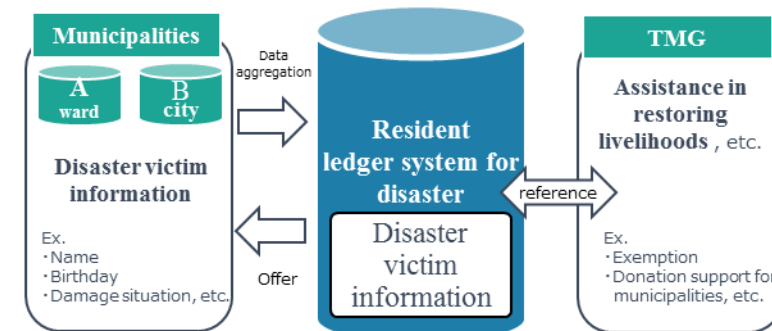 Municipalities
A
ward
B
city
Disaster victim
information
Ex.
・Name
・Birthday
・Damage situation, etc.
Data
aggregation
Offer
Resident
ledger system for
disaster
Disaster
victim
information
reference
TMG
Assistance in
restoring
livelihoods , etc.
Ex.
・Exemption
・Donation support for
municipalities, etc.